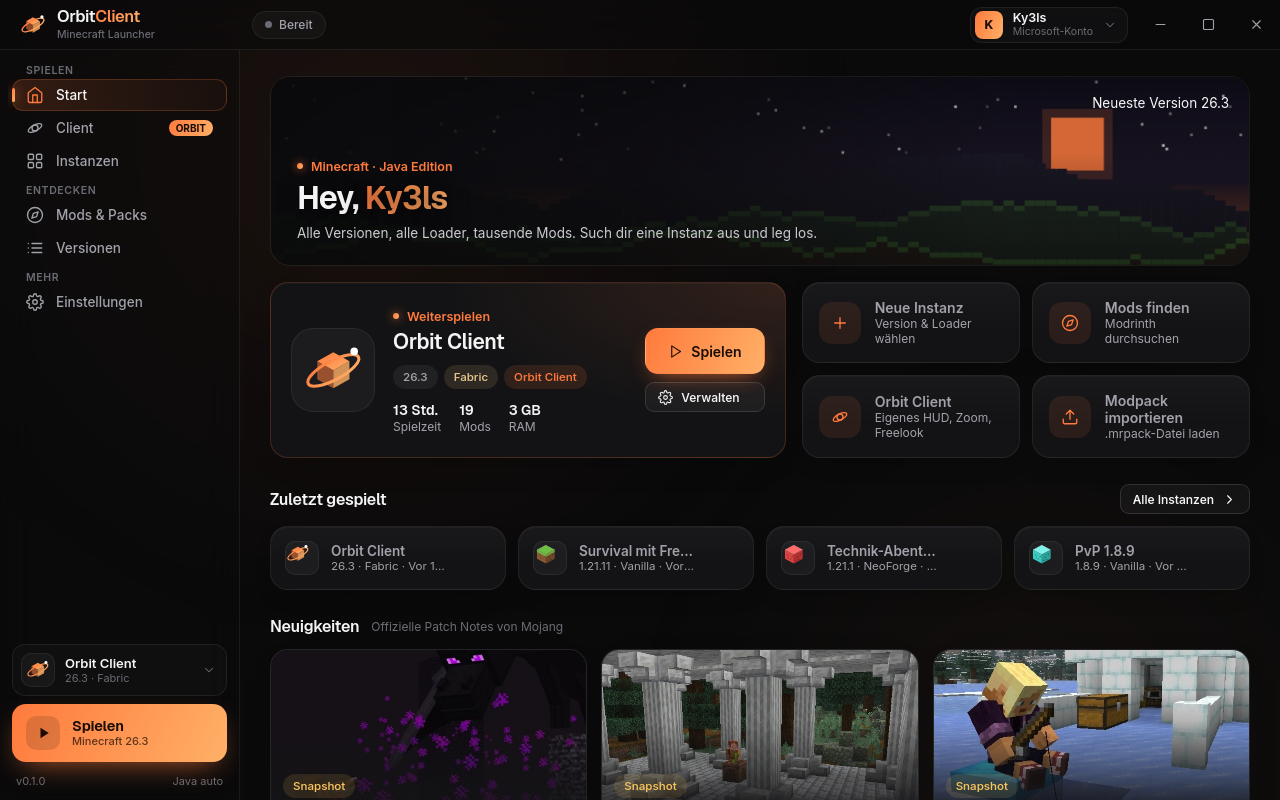 OrbitClient
Minecraft Launcher
Bereit
K
Ky3ls
Microsoft-Konto
SPIELEN
Start
Client
ORBIT
Instanzen
ENTDECKEN
Mods & Packs
Versionen
MEHR
Einstellungen
Neueste Version 26.3
Minecraft · Java Edition
Hey, Ky3ls
Alle Versionen, alle Loader, tausende Mods. Such dir eine Instanz aus und leg los.
Weiterspielen
Orbit Client
26.3
Fabric
Orbit Client
13 Std.
Spielzeit
19
Mods
3 GB
RAM
Spielen
Verwalten
Neue Instanz
Version & Loader
wählen
Mods finden
Modrinth
durchsuchen
Orbit Client
Eigenes HUD, Zoom,
Freelook
Modpack
importieren
.mrpack-Datei laden
Zuletzt gespielt
Alle Instanzen
Orbit Client
26.3 · Fabric · Vor 1...
Survival mit Fre...
1.21.11 · Vanilla · Vor...
Technik-Abent...
1.21.1 · NeoForge · ...
PvP 1.8.9
1.8.9 · Vanilla · Vor ...
Neuigkeiten
Offizielle Patch Notes von Mojang
Snapshot
Snapshot
Snapshot
Orbit Client
26.3 · Fabric
Spielen
Minecraft 26.3
v0.1.0
Java auto